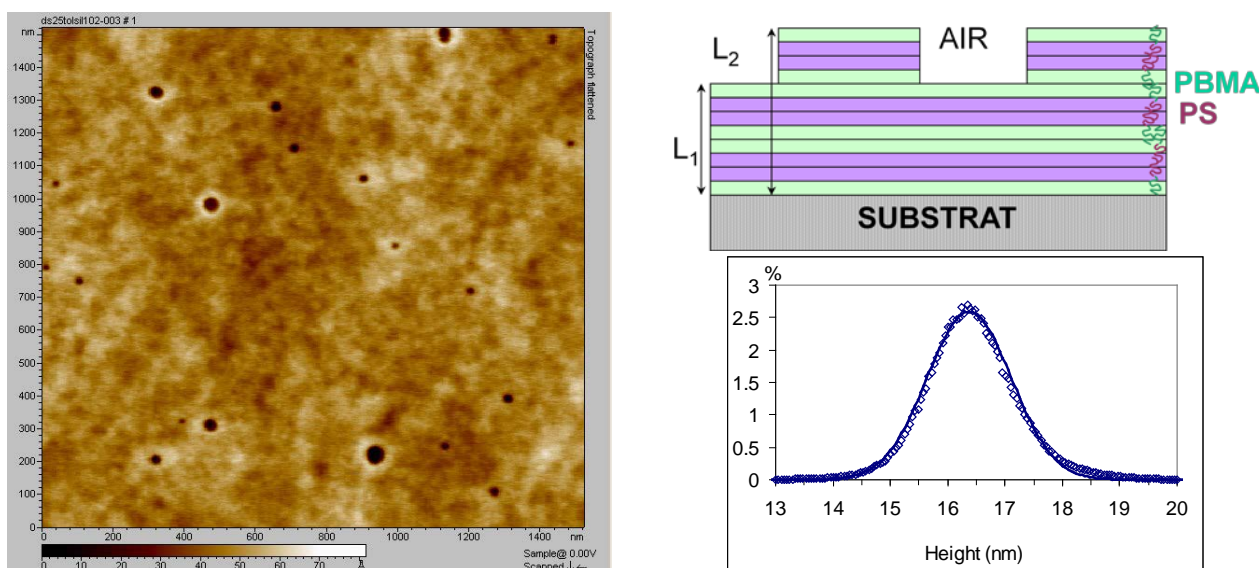 ds25tolsil102-003 # 1
nm
1400
1300
1200
1100
1000
900
800
700
600
500
400
300
200
100
0
0 200 400 600 800 1000 1200 1400 nm
Topograph flattened
0 10 20 30 40 50 60 70 A
Sample@ 0.00V
Scanned
L2
AIR
PBMA
PS
L1
SUBSTRAT
%
3
2.5
2
1.5
1
0.5
0
13 14 15 16 17 18 19 20
Height (nm)